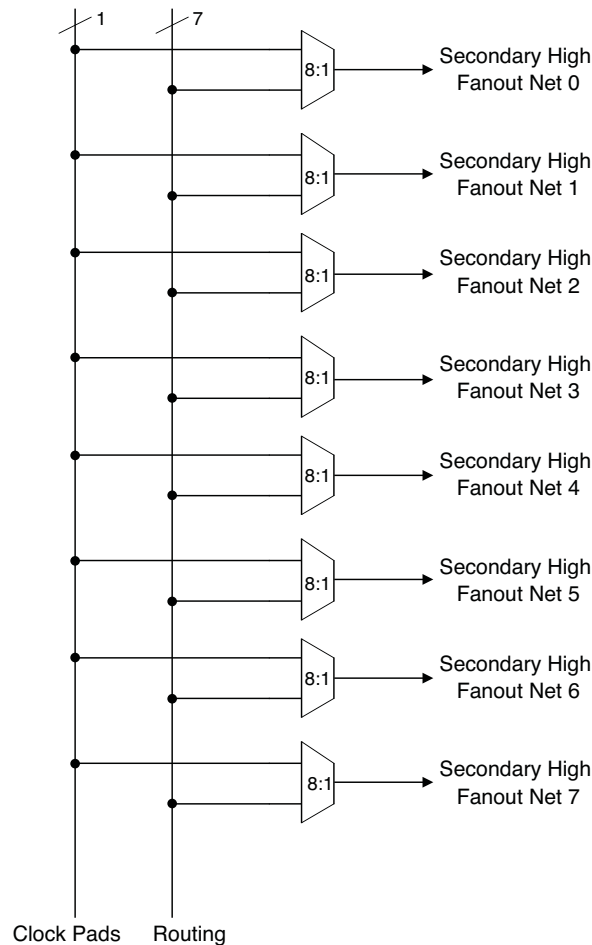 1
7
8:1
Secondary High
Fanout Net 0
8:1
Secondary High
Fanout Net 1
8:1
Secondary High
Fanout Net 2
8:1
Secondary High
Fanout Net 3
8:1
Secondary High
Fanout Net 4
8:1
Secondary High
Fanout Net 5
8:1
Secondary High
Fanout Net 6
8:1
Secondary High
Fanout Net 7
Clock Pads
Routing